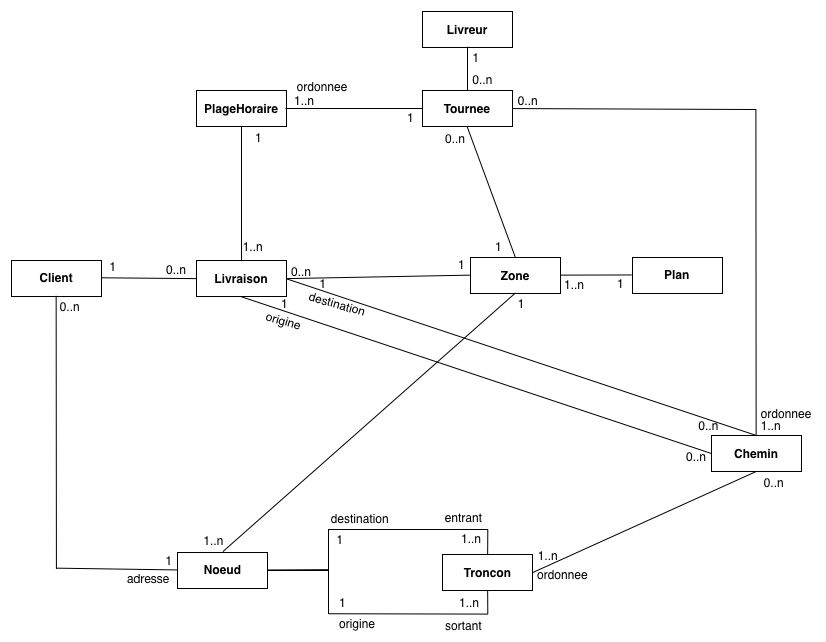 Livreur
1
0..n
ordonnee
PlageHoraire
1..n
1
Tournee
0..n
1
0..n
1..n
1
Client
1
0..n
Livraison
0..n
1
1
Zone
1..n
1
Plan
0..n
1
destination
origine
1
ordonnee
0..n
1..n
0..n
Chemin
0..n
1..n
1
adresse
Noeud
destination
entrant
1
1..n
Troncon
1..n
ordonnee
1
1..n
origine
sortant